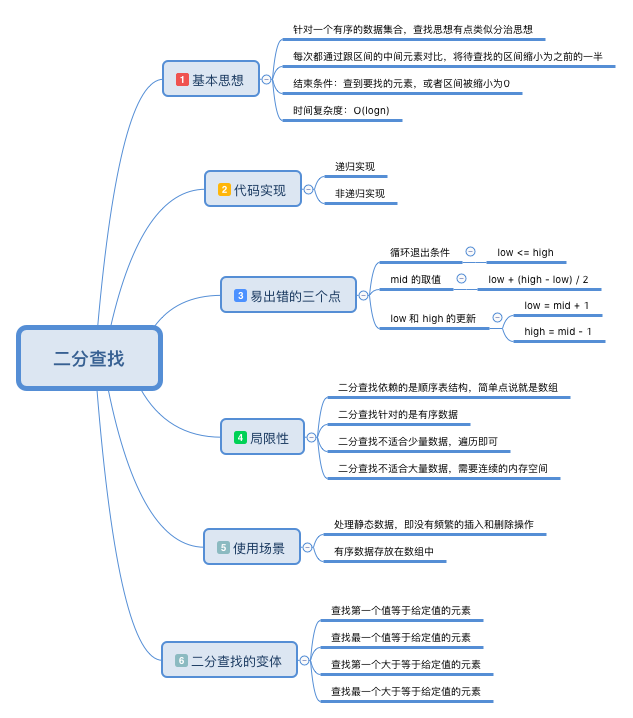 二分查找
1 基本思想
针对一个有序的数据集合，查找思想有点类似分治思想
每次都通过跟区间的中间元素对比，将待查找的区间缩小为之前的一半
结束条件：查到要找的元素，或者区间被缩小为0
时间复杂度：O(logn)
2 代码实现
递归实现
非递归实现
3 易出错的三个点
循环退出条件
low <= high
mid 的取值
low + (high - low) / 2
low 和 high 的更新
low = mid + 1
high = mid - 1
4 局限性
二分查找依赖的是顺序表结构，简单点说就是数组
二分查找针对的是有序数据
二分查找不适合少量数据，遍历即可
二分查找不适合大量数据，需要连续的内存空间
5 使用场景
处理静态数据，即没有频繁的插入和删除操作
有序数据存放在数组中
6 二分查找的变体
查找第一个值等于给定值的元素
查找最一个值等于给定值的元素
查找第一个大于等于给定值的元素
查找最一个大于等于给定值的元素